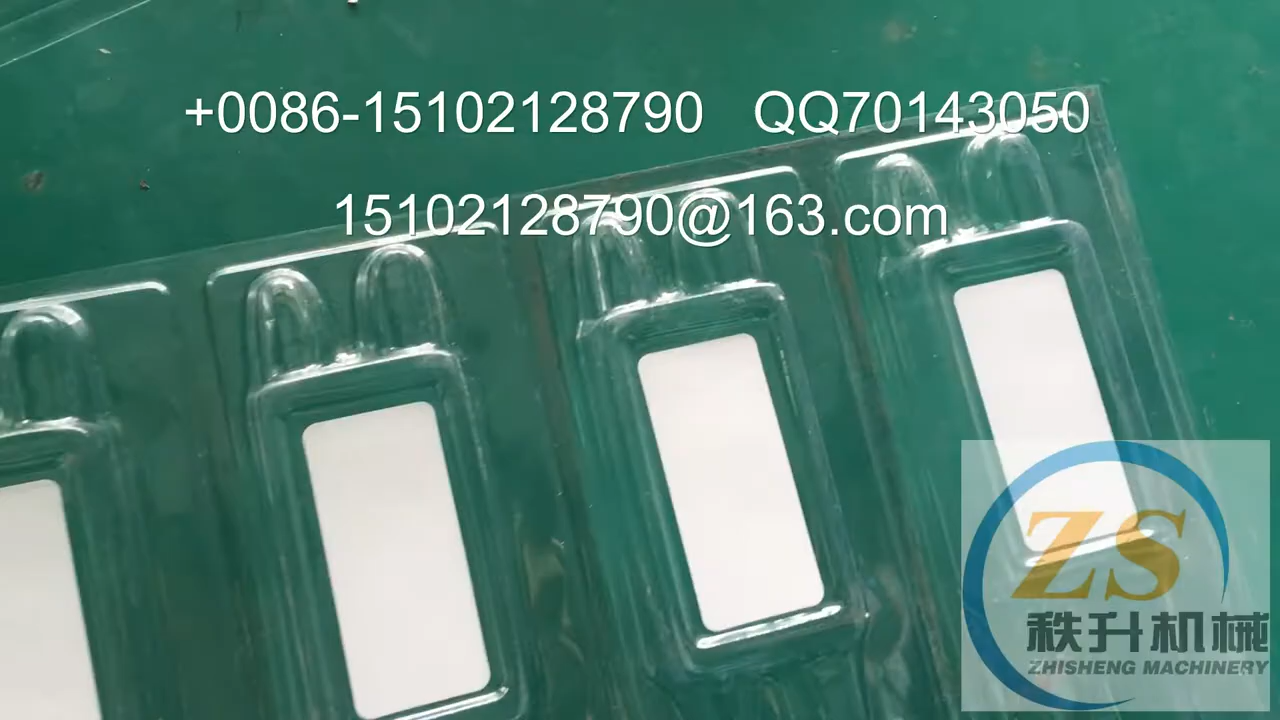 +0086-15102128790 QQ70143050
15102128790@163.com
ZS
秩升机械
ZHISHENG MACHINERY